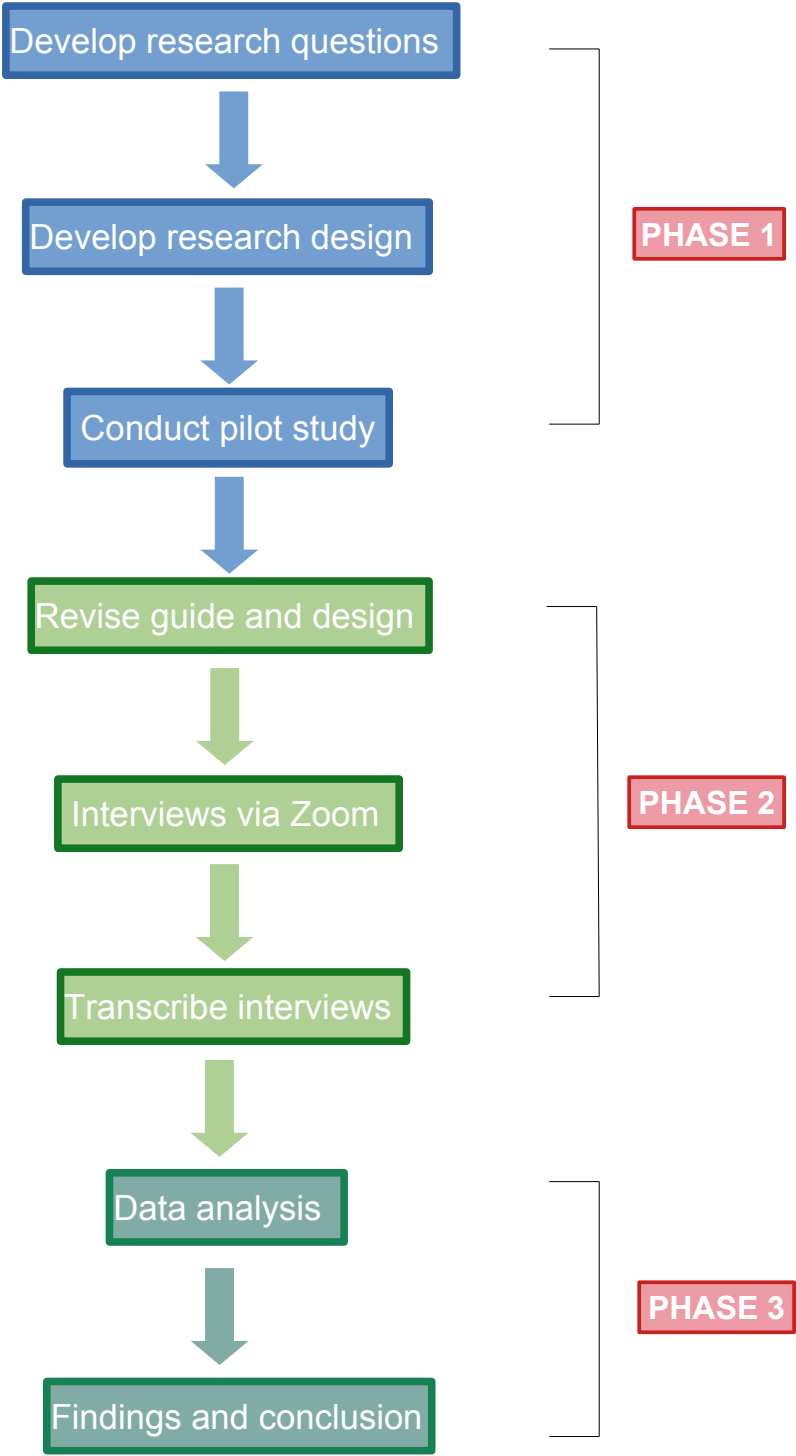 Develop research questions
Develop research design
PHASE 1
Conduct pilot study
Revise guide and design
Interviews via Zoom
PHASE 2
Transcribe interviews
Data analysis
PHASE 3
Findings and conclusion